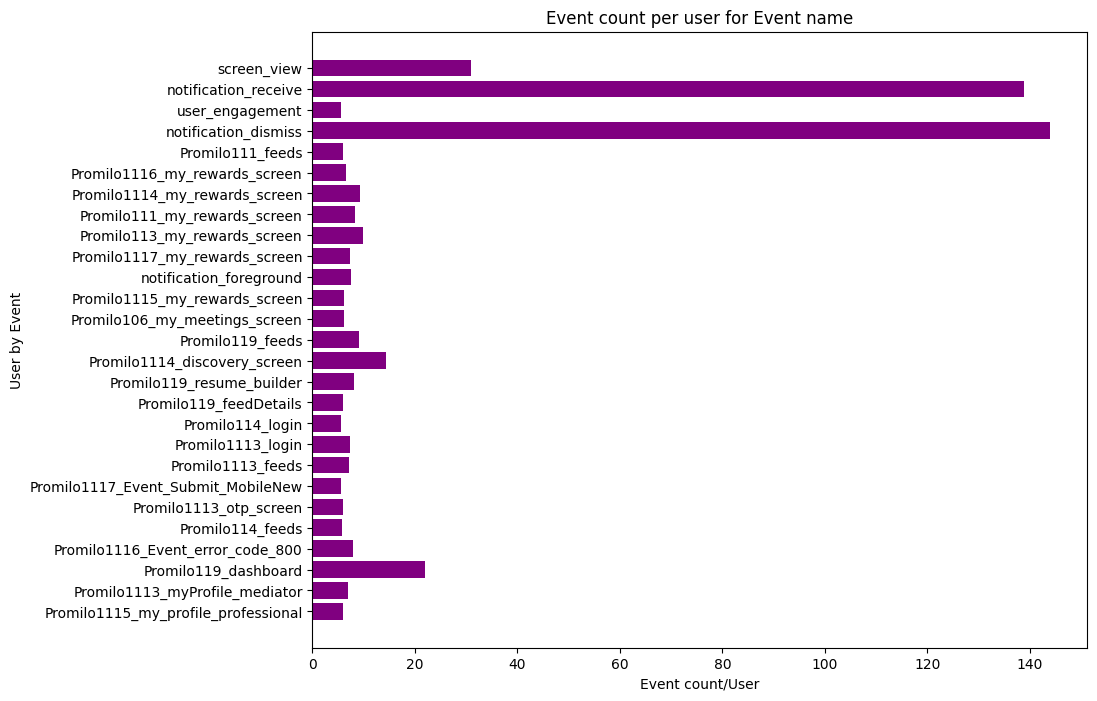 Event count per user for Event name
screen_view
notification_receive
user_engagement
notification_dismiss
Promilo111_feeds
Promilo1116_my_rewards_screen
Promilo1114_my_rewards_screen
Promilo111_my_rewards_screen
Promilo113_my_rewards_screen
Promilo1117_my_rewards_screen
notification_foreground
Promilo1115_my_rewards_screen
Promilo106_my_meetings_screen
Promilo119_feeds
Promilo1114_discovery_screen
Promilo119_resume_builder
Promilo119_feedDetails
Promilo114_login
Promilo1113_login
Promilo1113_feeds
Promilo1117_Event_Submit_MobileNew
Promilo1113_otp_screen
Promilo114_feeds
Promilo1116_Event_error_code_800
Promilo119_dashboard
Promilo1113_myProfile_mediator
Promilo1115_my_profile_professional
User by Event
0 20 40 60 80 100 120 140
Event count/User